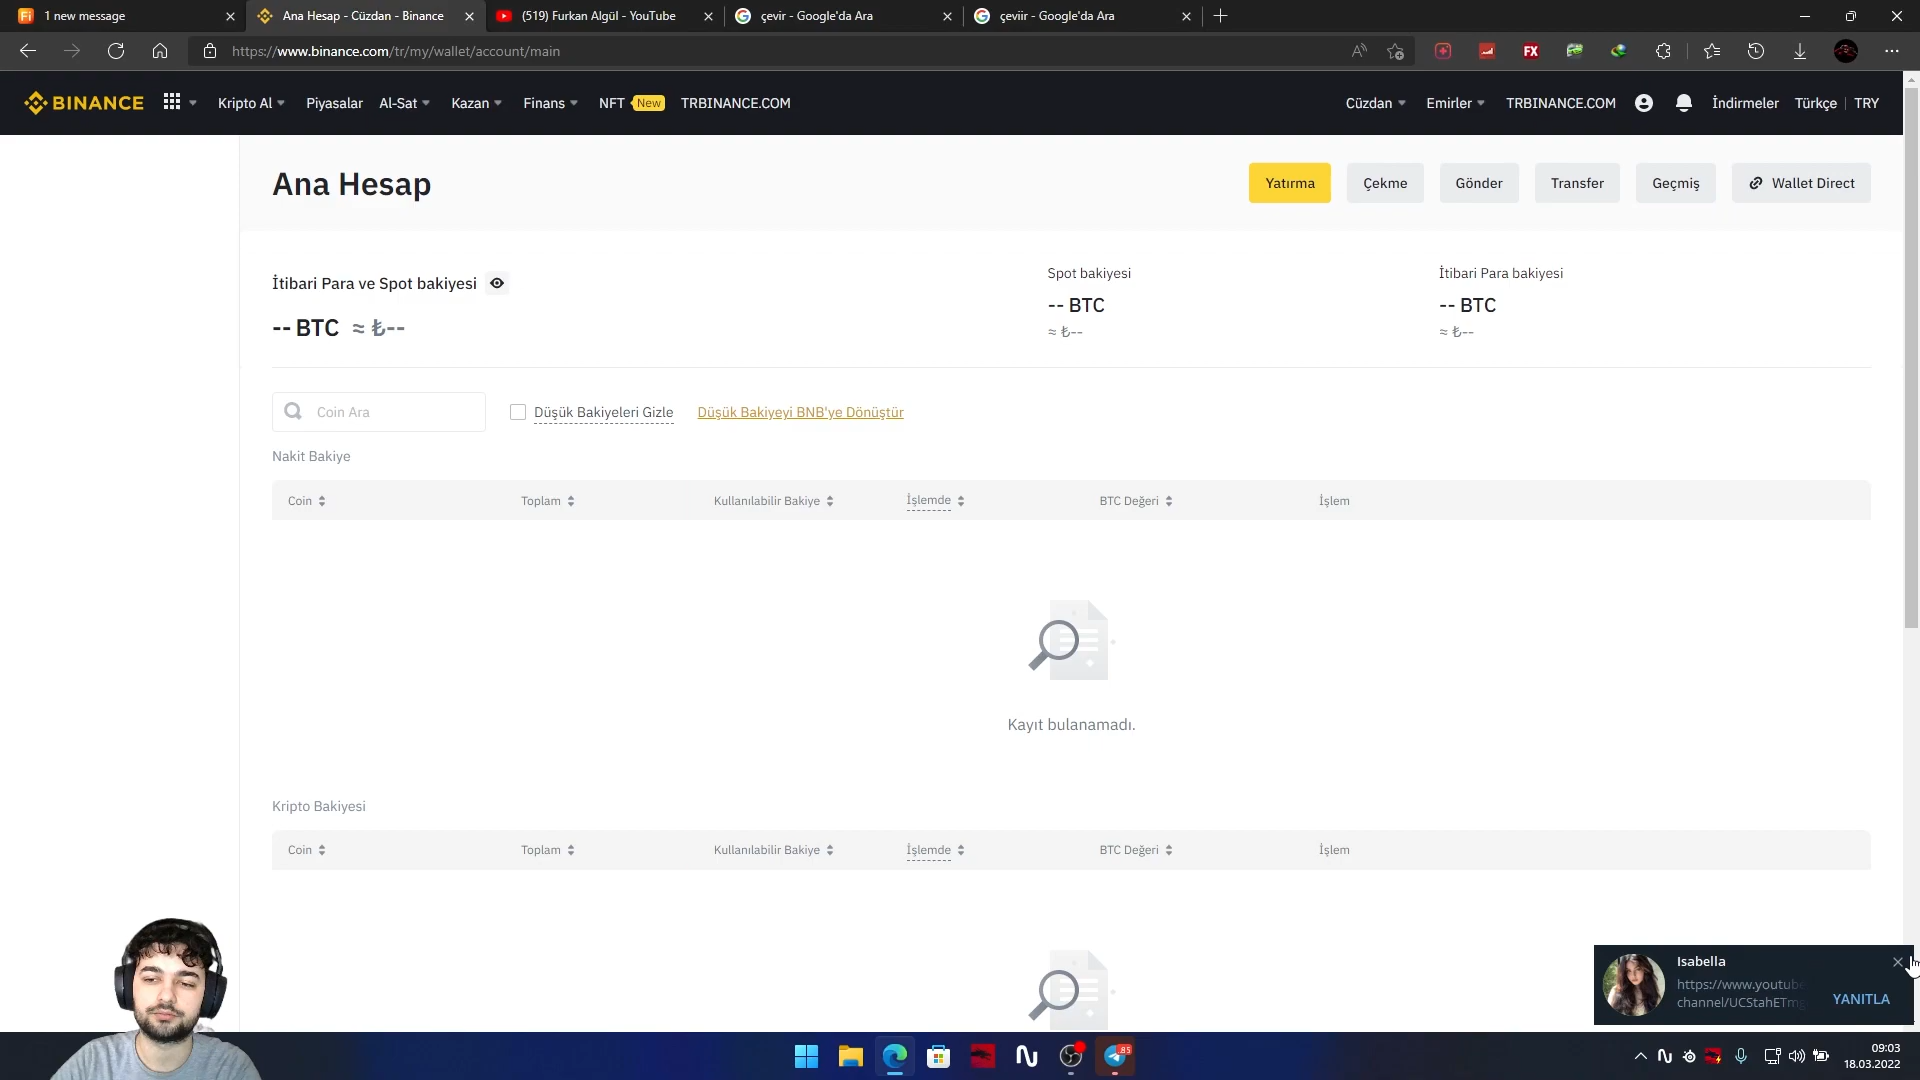 1 new message
Ana Hesap - Cüzdan - Binance
(519) Furkan Algül - YouTube
çevir - Google'da Ara
çeviir - Google'da Ara
https://www.binance.com/tr/my/wallet/account/main
BINANCE
Kripto Al
Piyasalar
Al-Sat
Kazan
Finans
NFT New
TRBINANCE.COM
Cüzdan
Emirler
TRBINANCE.COM
İndirmeler
Türkçe
TRY
Ana Hesap
Yatırma
Çekme
Gönder
Transfer
Geçmiş
Wallet Direct
İtibari Para ve Spot bakiyesi
-- BTC ≈ ₺--
Spot bakiyesi
-- BTC
≈ ₺--
İtibari Para bakiyesi
-- BTC
≈ ₺--
Coin Ara
Düşük Bakiyeleri Gizle
Düşük Bakiyeyi BNB'ye Dönüştür
Nakit Bakiye
Coin
Toplam
Kullanılabilir Bakiye
İşlemde
BTC Değeri
İşlem
Kayıt bulanamadı.
Kripto Bakiyesi
Coin
Toplam
Kullanılabilir Bakiye
İşlemde
BTC Değeri
İşlem
Isabella
https://www.youtube
channel/UCStahETmg
YANITLA
FX
85
09:03
18.03.2022